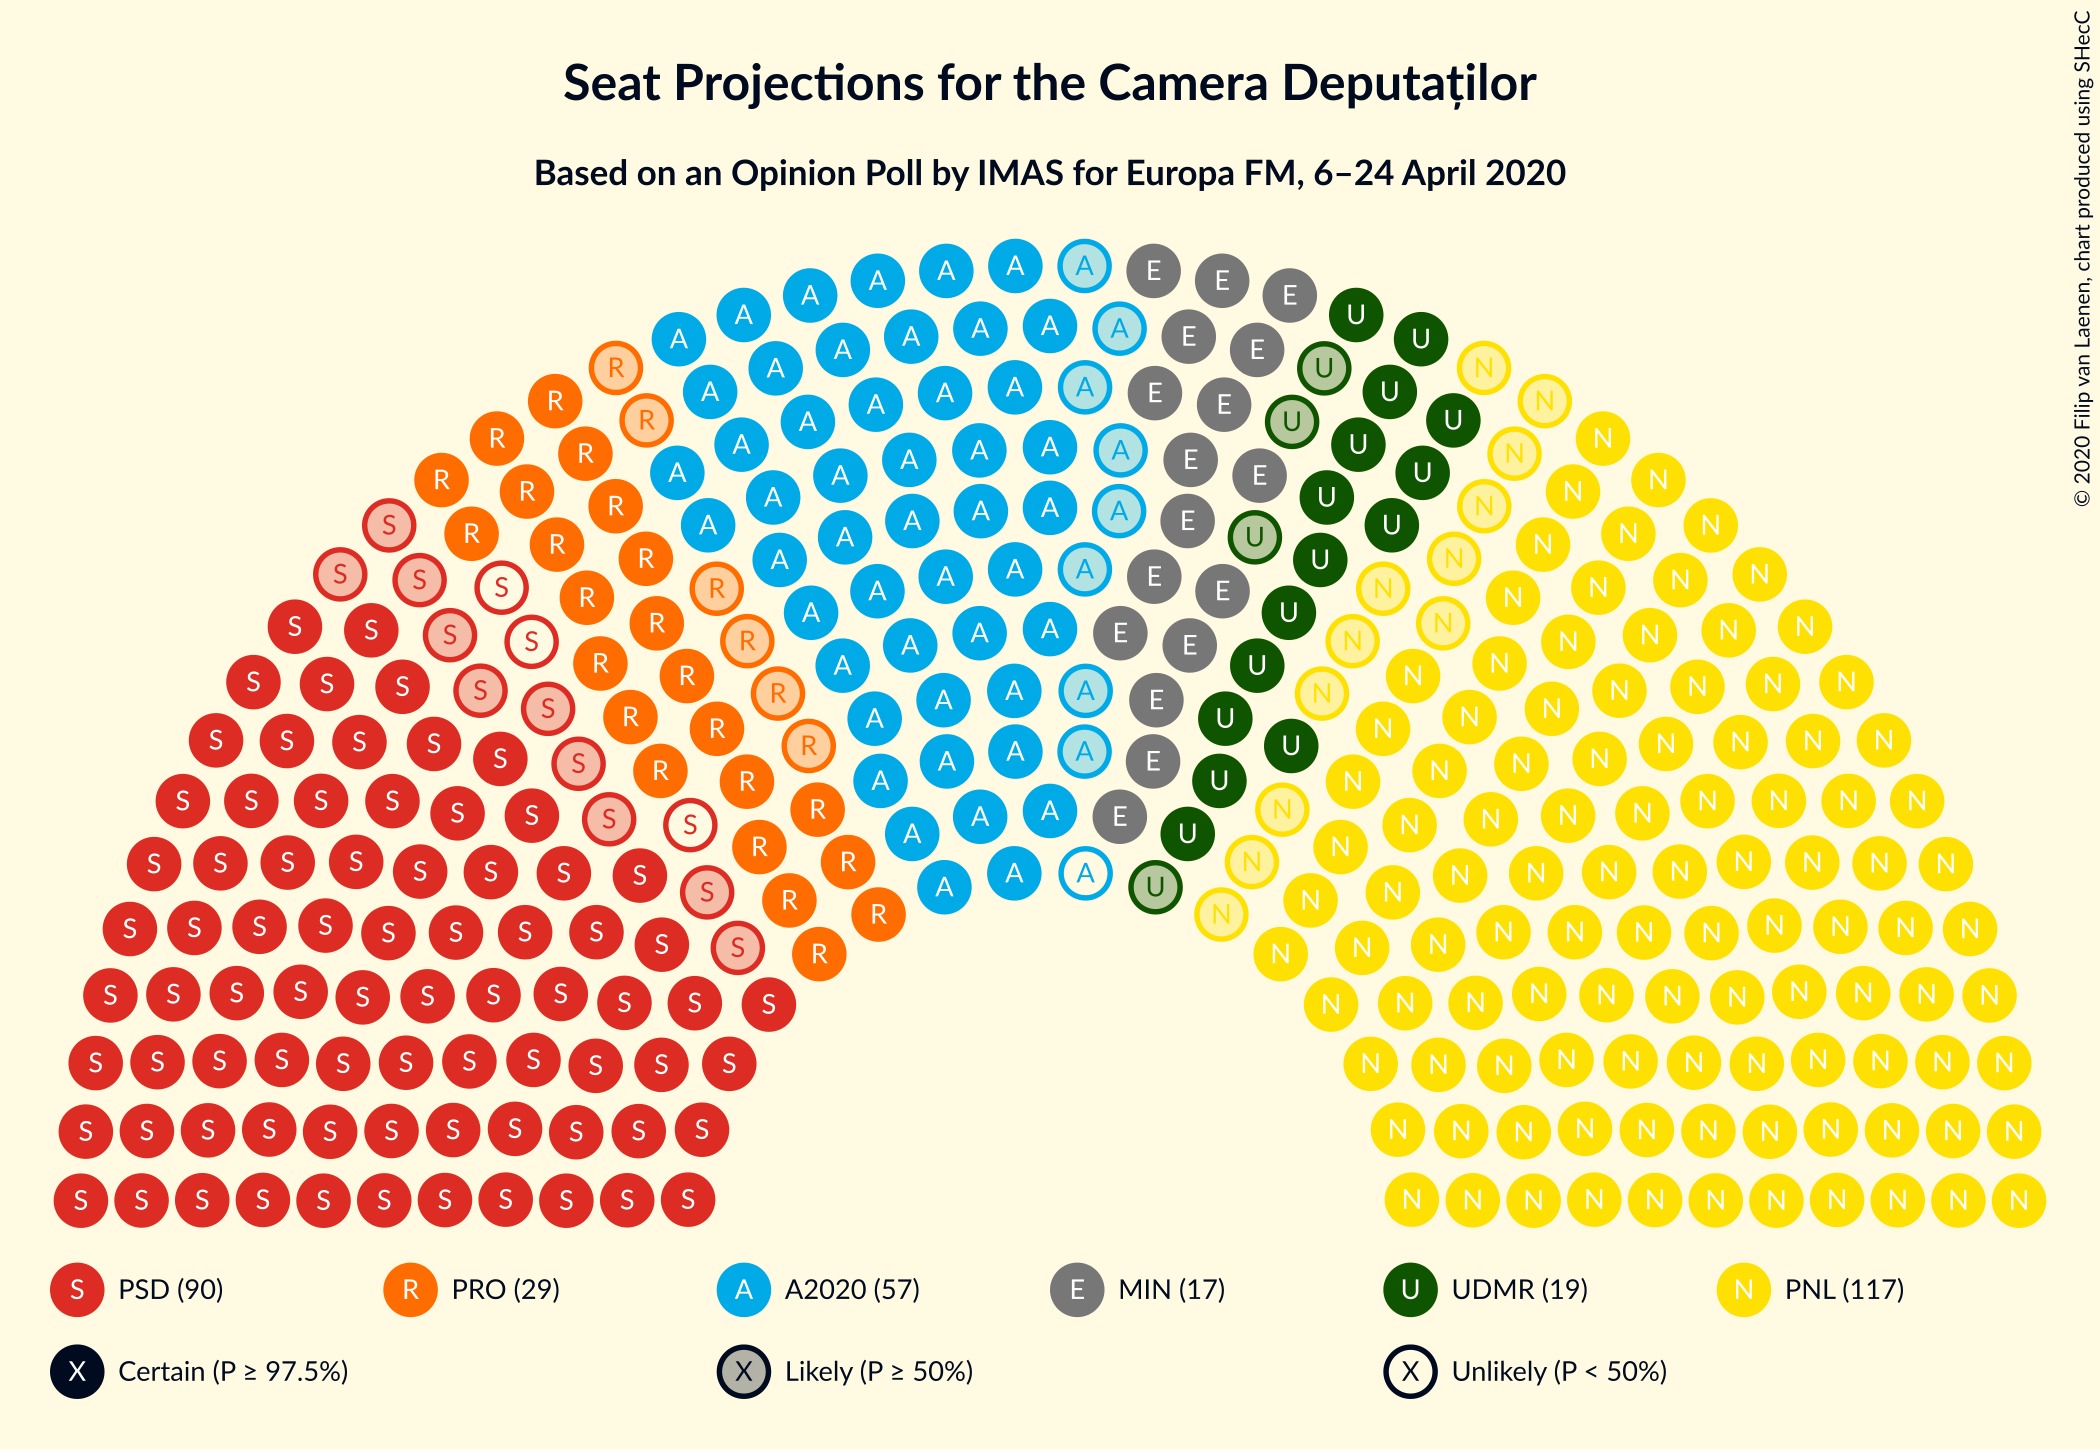 Seat Projections for the Camera Deputaților
Based on an Opinion Poll by IMAS for Europa FM, 6–24 April 2020
© 2020 Filip van Laenen, chart produced using SHecC
S PSD (90) R PRO (29) A A2020 (57) E MIN (17) U UDMR (19) N PNL (117)
X Certain (P ≥ 97.5%) X Likely (P ≥ 50%) X Unlikely (P < 50%)